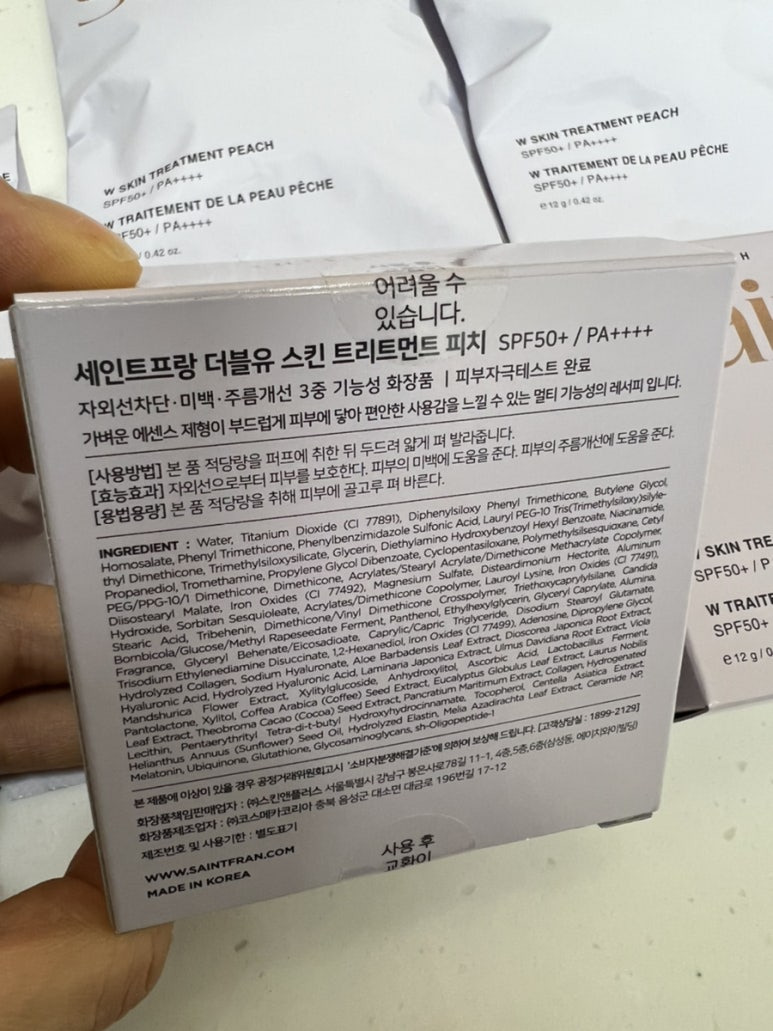 W SKIN TREATMENT PEACH
SPF50+ / PA++++
W TRAITEMENT DE LA PEAU PÊCHE
SPF50+ / PA++++
/ 0.42 oz.
W SKIN TREATMENT PEACH
SPF50+ / PA++++
W TRAITEMENT DE LA PEAU PÊCHE
SPF50+ / PA++++
e 12 g / 0.42 oz.
어려울 수
있습니다.
세인트프랑 더블유 스킨 트리트먼트 피치 SPF50+ / PA++++
자외선차단·미백·주름개선 3중 기능성 화장품 | 피부자극테스트 완료
가벼운 에센스 제형이 부드럽게 피부에 닿아 편안한 사용감을 느낄 수 있는 멀티 기능성의 레서피 입니다.
[사용방법] 본 품 적당량을 퍼프에 취한 뒤 두드려 얇게 펴 발라줍니다.
[효능효과] 자외선으로부터 피부를 보호한다. 피부의 미백에 도움을 준다. 피부의 주름개선에 도움을 준다.
[용법용량] 본 품 적당량을 취해 피부에 골고루 펴 바른다.
INGREDIENT : Water, Titanium Dioxide (CI 77891), Diphenylsiloxy Phenyl Trimethicone, Butylene Glycol,
Homosalate, Phenyl Trimethicone, Phenylbenzimidazole Sulfonic Acid, Lauryl PEG-10 Tris(Trimethylsiloxy)silyle-
thyl Dimethicone, Trimethylsiloxysilicate, Glycerin, Diethylamino Hydroxybenzoyl Hexyl Benzoate, Niacinamide,
Propanediol, Tromethamine, Propylene Glycol Dibenzoate, Cyclopentasiloxane, Polymethylsilsesquioxane, Cetyl
PEG/PPG-10/1 Dimethicone, Dimethicone, Acrylates/Stearyl Acrylate/Dimethicone Methacrylate Copolymer,
Diisostearyl Malate, Iron Oxides (CI 77492), Magnesium Sulfate, Disteardimonium Hectorite, Aluminum
Hydroxide, Sorbitan Sesquioleate, Acrylates/Dimethicone Copolymer, Lauroyl Lysine, Iron Oxides (CI 77491),
Stearic Acid, Tribehenin, Dimethicone/Vinyl Dimethicone Crosspolymer, Triethoxycaprylylsilane, Candida
Bombicola/Glucose/Methyl Rapeseedate Ferment, Panthenol, Ethylhexylglycerin, Glyceryl Caprylate, Alumina,
Fragrance, Glyceryl Behenate/Eicosadioate, Caprylic/Capric Triglyceride, Disodium Stearoyl Glutamate,
Trisodium Ethylenediamine Disuccinate, 1,2-Hexanediol, Iron Oxides (CI 77499), Adenosine, Dipropylene Glycol,
Hydrolyzed Collagen, Sodium Hyaluronate, Aloe Barbadensis Leaf Extract, Dioscorea Japonica Root Extract,
Hyaluronic Acid, Hydrolyzed Hyaluronic Acid, Laminaria Japonica Extract, Ulmus Davidiana Root Extract, Viola
Mandshurica Flower Extract, Xylitylglucoside, Anhydroxylitol, Ascorbic Acid, Lactobacillus Ferment,
Pantolactone, Xylitol, Coffea Arabica (Coffee) Seed Extract, Eucalyptus Globulus Leaf Extract, Laurus Nobilis
Leaf Extract, Theobroma Cacao (Cocoa) Seed Extract, Pancratium Maritimum Extract, Collagen, Hydrogenated
Lecithin, Pentaerythrityl Tetra-di-t-butyl Hydroxyhydrocinnamate, Tocopherol, Centella Asiatica Extract,
Helianthus Annuus (Sunflower) Seed Oil, Hydrolyzed Elastin, Melia Azadirachta Leaf Extract, Ceramide NP,
Melatonin, Ubiquinone, Glutathione, Glycosaminoglycans, sh-Oligopeptide-1
본 제품에 이상이 있을 경우 공정거래위원회고시 '소비자분쟁해결기준'에 의하여 보상해 드립니다. [고객상담실 : 1899-2129]
화장품책임판매업자 : ㈜스킨앤플러스 서울특별시 강남구 봉은사로78길 11-1, 4층,5층,6층(삼성동, 에이치와이빌딩)
화장품제조업자 : ㈜코스메카코리아 충북 음성군 대소면 대금로 196번길 17-12
제조번호 및 사용기한 : 별도표기
WWW.SAINTFRAN.COM
MADE IN KOREA
사용 후
교환이
SKIN TRE
SPF50+ / P
W TRAITE
SPF50+
e 12 g / 0